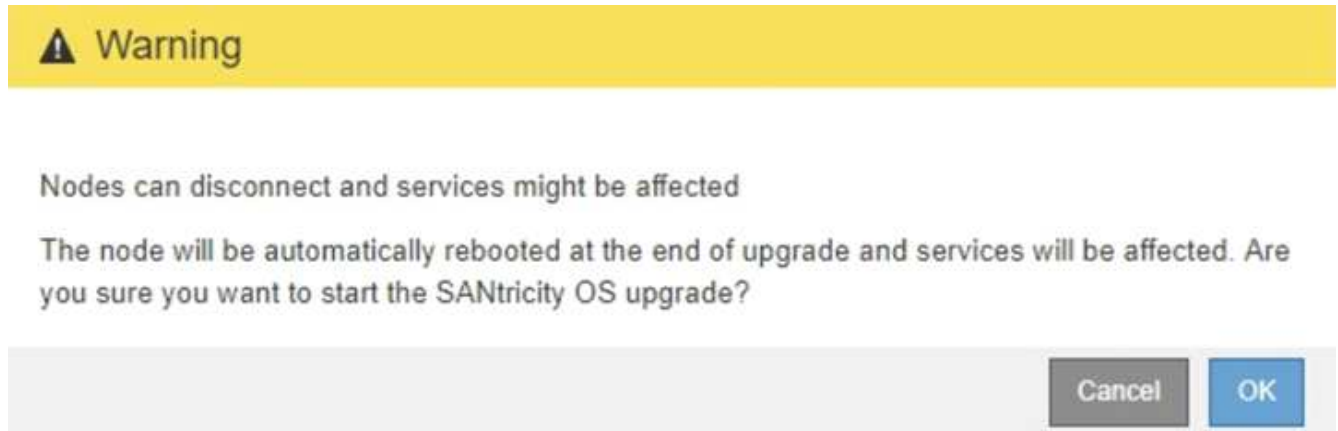 Warning
Nodes can disconnect and services might be affected
The node will be automatically rebooted at the end of upgrade and services will be affected. Are
you sure you want to start the SANtricity OS upgrade?
Cancel OK